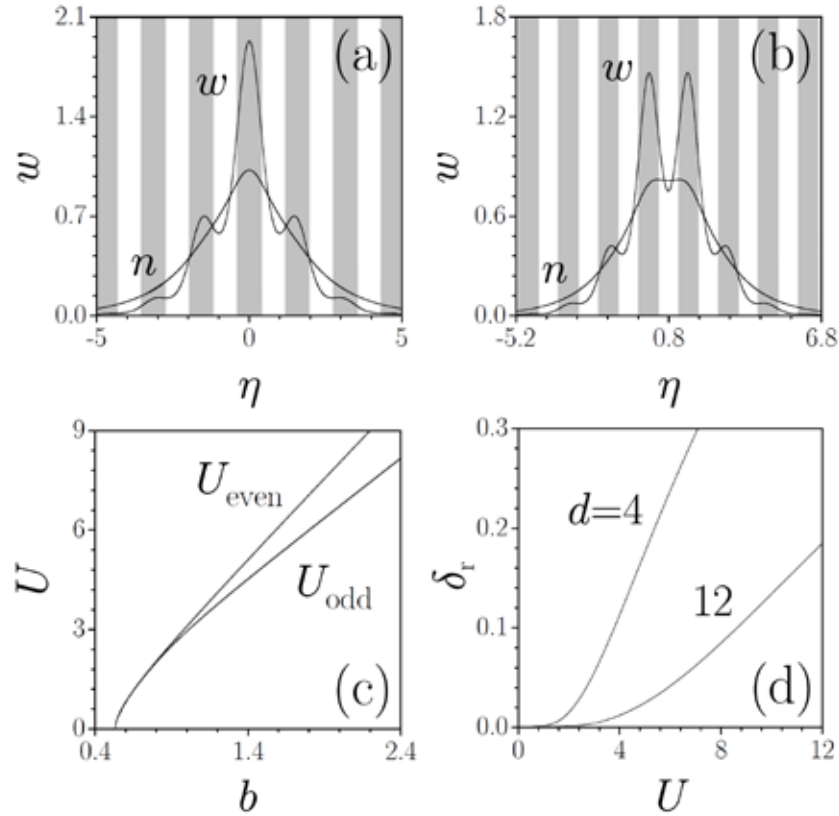 2.1
1.4
0.7
0.0
-5
0
5
w
η
w
n
(a)
1.8
1.2
0.6
0.0
-5.2
0.8
6.8
w
η
w
n
(b)
9
6
3
0
0.4
1.4
2.4
U
b
U_even
U_odd
(c)
0.3
0.2
0.1
0.0
0
4
8
12
δ_r
U
d=4
12
(d)